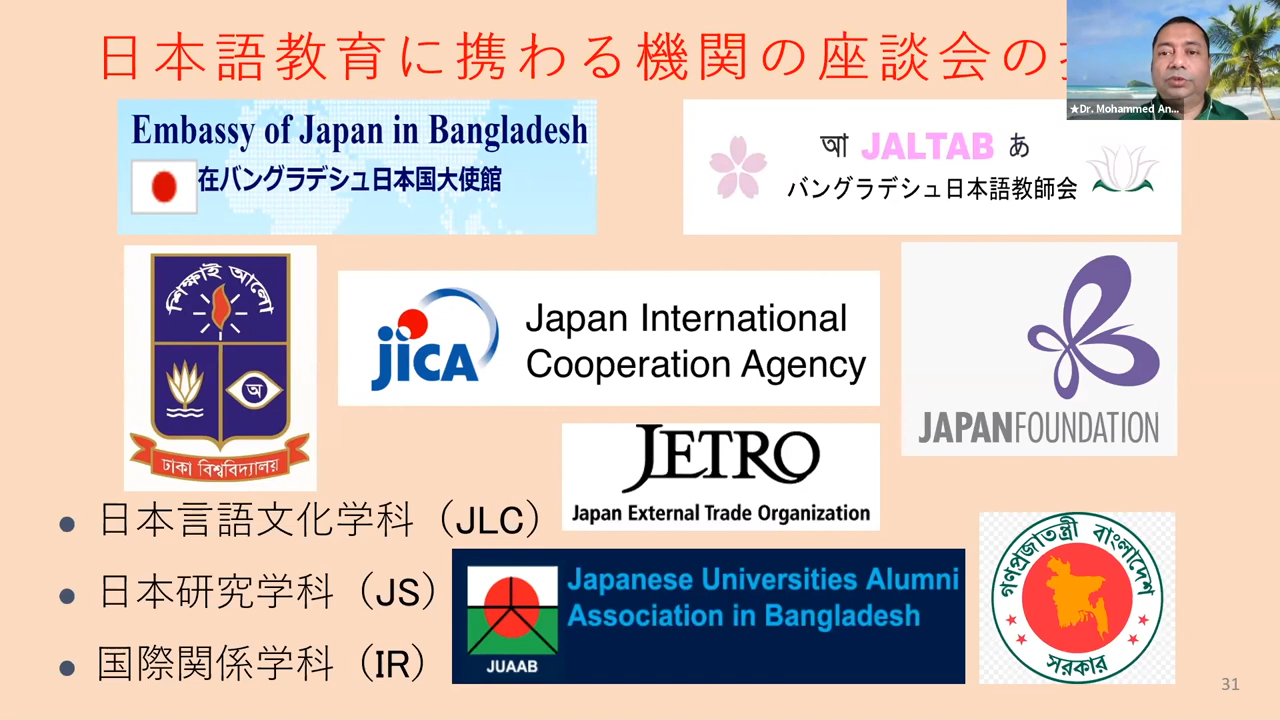 日本語教育に携わる機関の座談会の
★Dr. Mohammed An...
Embassy of Japan in Bangladesh
在バングラデシュ日本国大使館
আ JALTAB あ
バングラデシュ日本語教師会
শিক্ষাই আলো
অ
ঢাকা বিশ্ববিদ্যালয়
JICA
Japan International
Cooperation Agency
JAPANFOUNDATION
JETRO
Japan External Trade Organization
日本言語文化学科（JLC）
日本研究学科（JS）
国際関係学科（IR）
JUAAB
Japanese Universities Alumni
Association in Bangladesh
গণপ্রজাতন্ত্রী বাংলাদেশ
সরকার
31